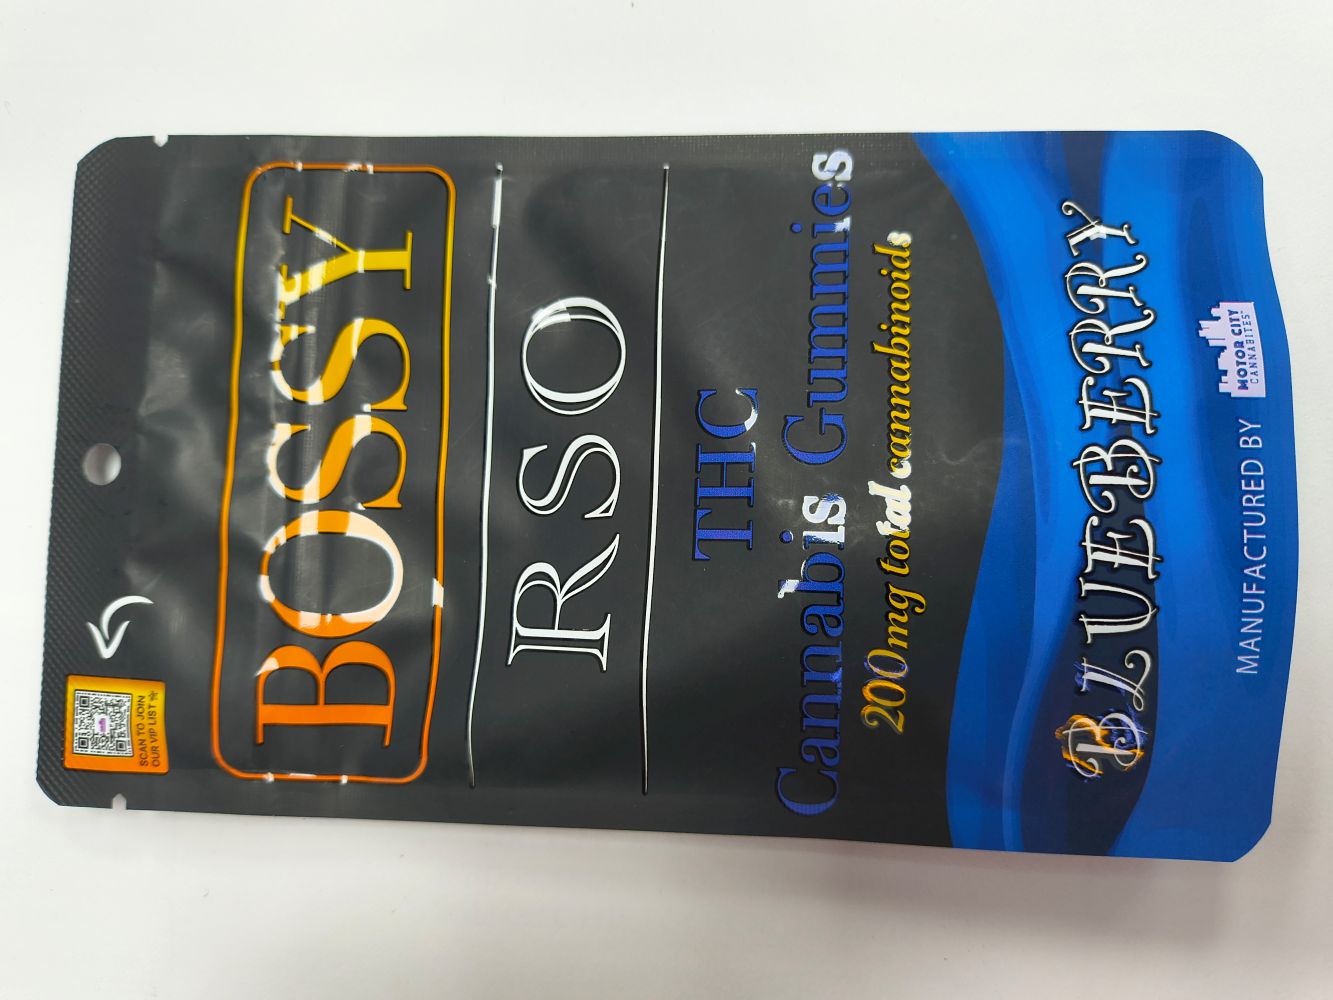 SCAN TO JOIN
OUR VIP LIST
BOSSY
RSO
THC
Cannabis Gummies
200mg total cannabinoids
BLUEBERRY
MANUFACTURED BY
MOTOR CITY
CANNABITES